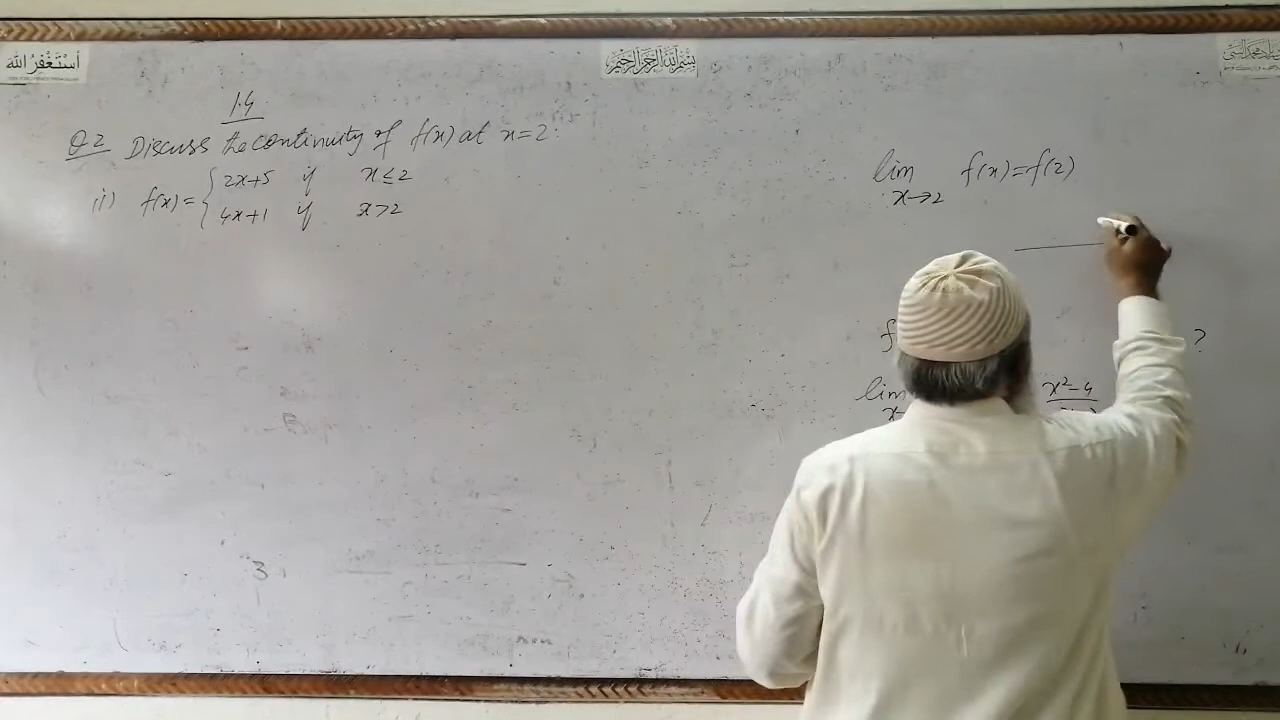 أستغفر الله
بسم الله الرحمن الرحيم
1.4
Q2 Discuss the continuity of f(x) at x=2:
i) f(x)= { 2x+5 if x≤2
4x+1 if x>2
lim f(x)=f(2)
x→2
f ?
lim x²-4
x→